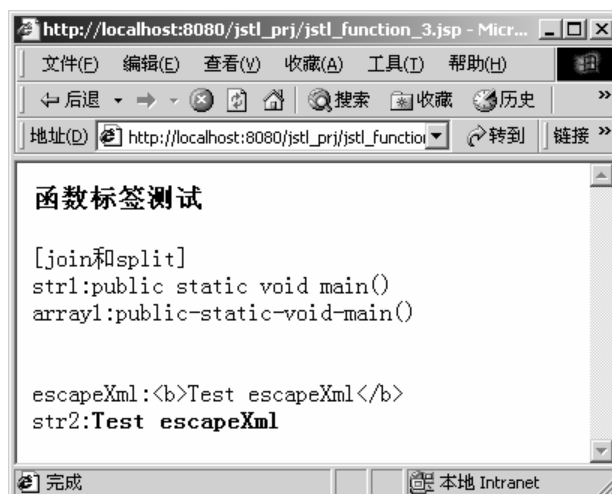 http://localhost:8080/jstl_prj/jstl_function_3.jsp - Micr...
文件(F) 编辑(E) 查看(V) 收藏(A) 工具(T) 帮助(H)
后退 搜索 收藏 历史 »
地址(D) http://localhost:8080/jstl_prj/jstl_function 转到 链接 »
函数标签测试
[join和split]
str1:public static void main()
array1:public-static-void-main()
escapeXml:<b>Test escapeXml</b>
str2:Test escapeXml
完成 本地 Intranet